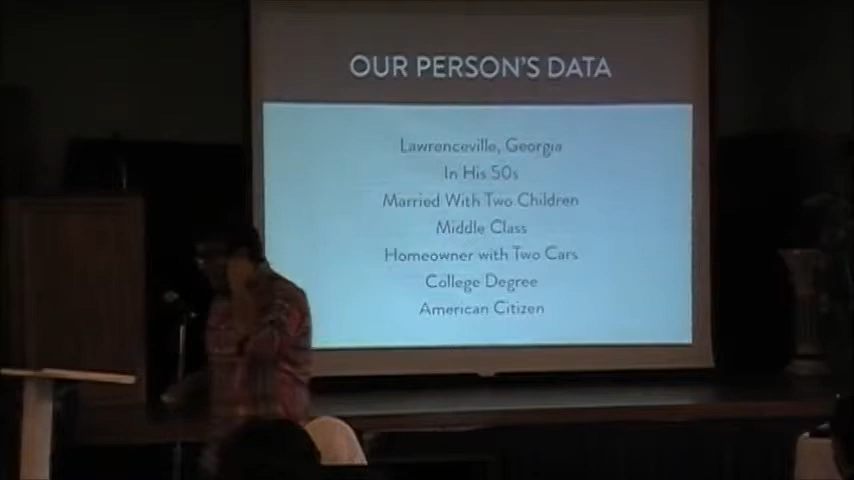 OUR PERSON'S DATA
Lawrenceville, Georgia
In His 50s
Married With Two Children
Middle Class
Homeowner with Two Cars
College Degree
American Citizen